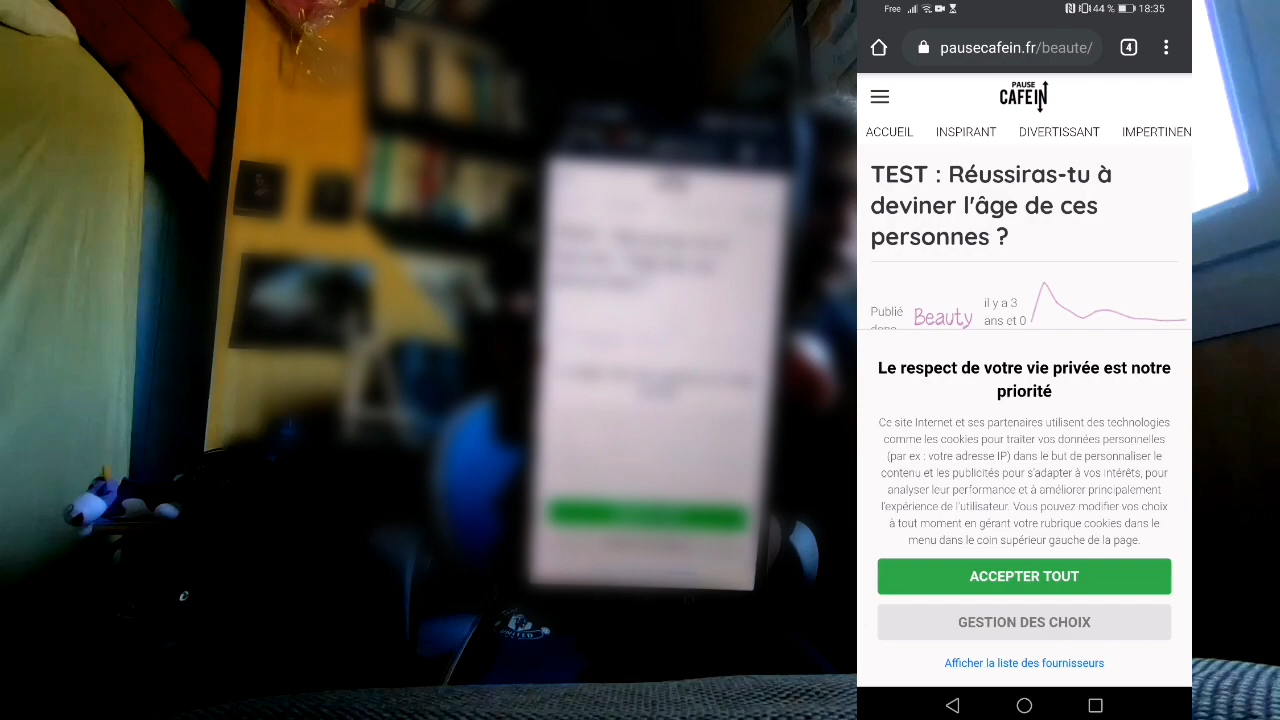 Free
44 %
18:35
pausecafein.fr/beaute/
4
PAUSE
CAFEIN
ACCUEIL INSPIRANT DIVERTISSANT IMPERTINEN
TEST : Réussiras-tu à
deviner l'âge de ces
personnes ?
Publié
dans
Beauty
il y a 3
ans et 0
Le respect de votre vie privée est notre
priorité
Ce site Internet et ses partenaires utilisent des technologies
comme les cookies pour traiter vos données personnelles
(par ex : votre adresse IP) dans le but de personnaliser le
contenu et les publicités pour s'adapter à vos intérêts, pour
analyser leur performance et à améliorer principalement
l'expérience de l'utilisateur. Vous pouvez modifier vos choix
à tout moment en gérant votre rubrique cookies dans le
menu dans le coin supérieur gauche de la page.
ACCEPTER TOUT
GESTION DES CHOIX
Afficher la liste des fournisseurs
UNITED